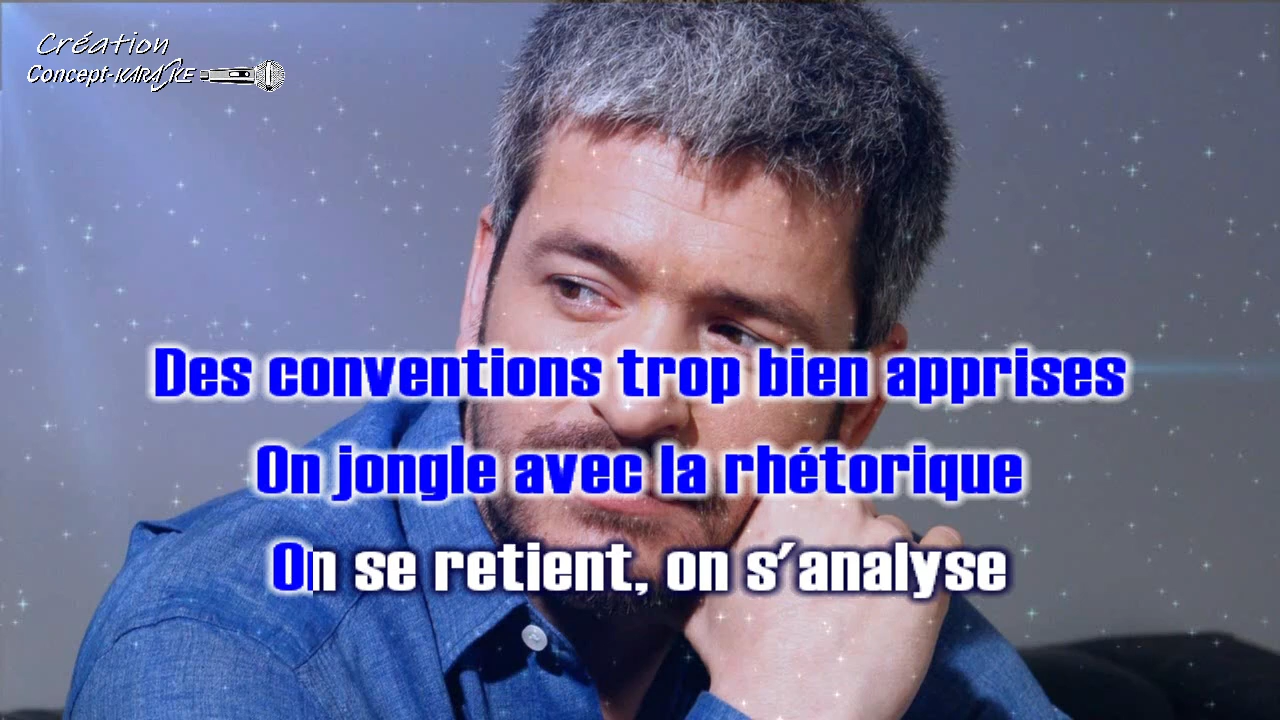 Création
Concept-KARAOKE
Des conventions trop bien apprises
On jongle avec la rhétorique
On se retient, on s'analyse